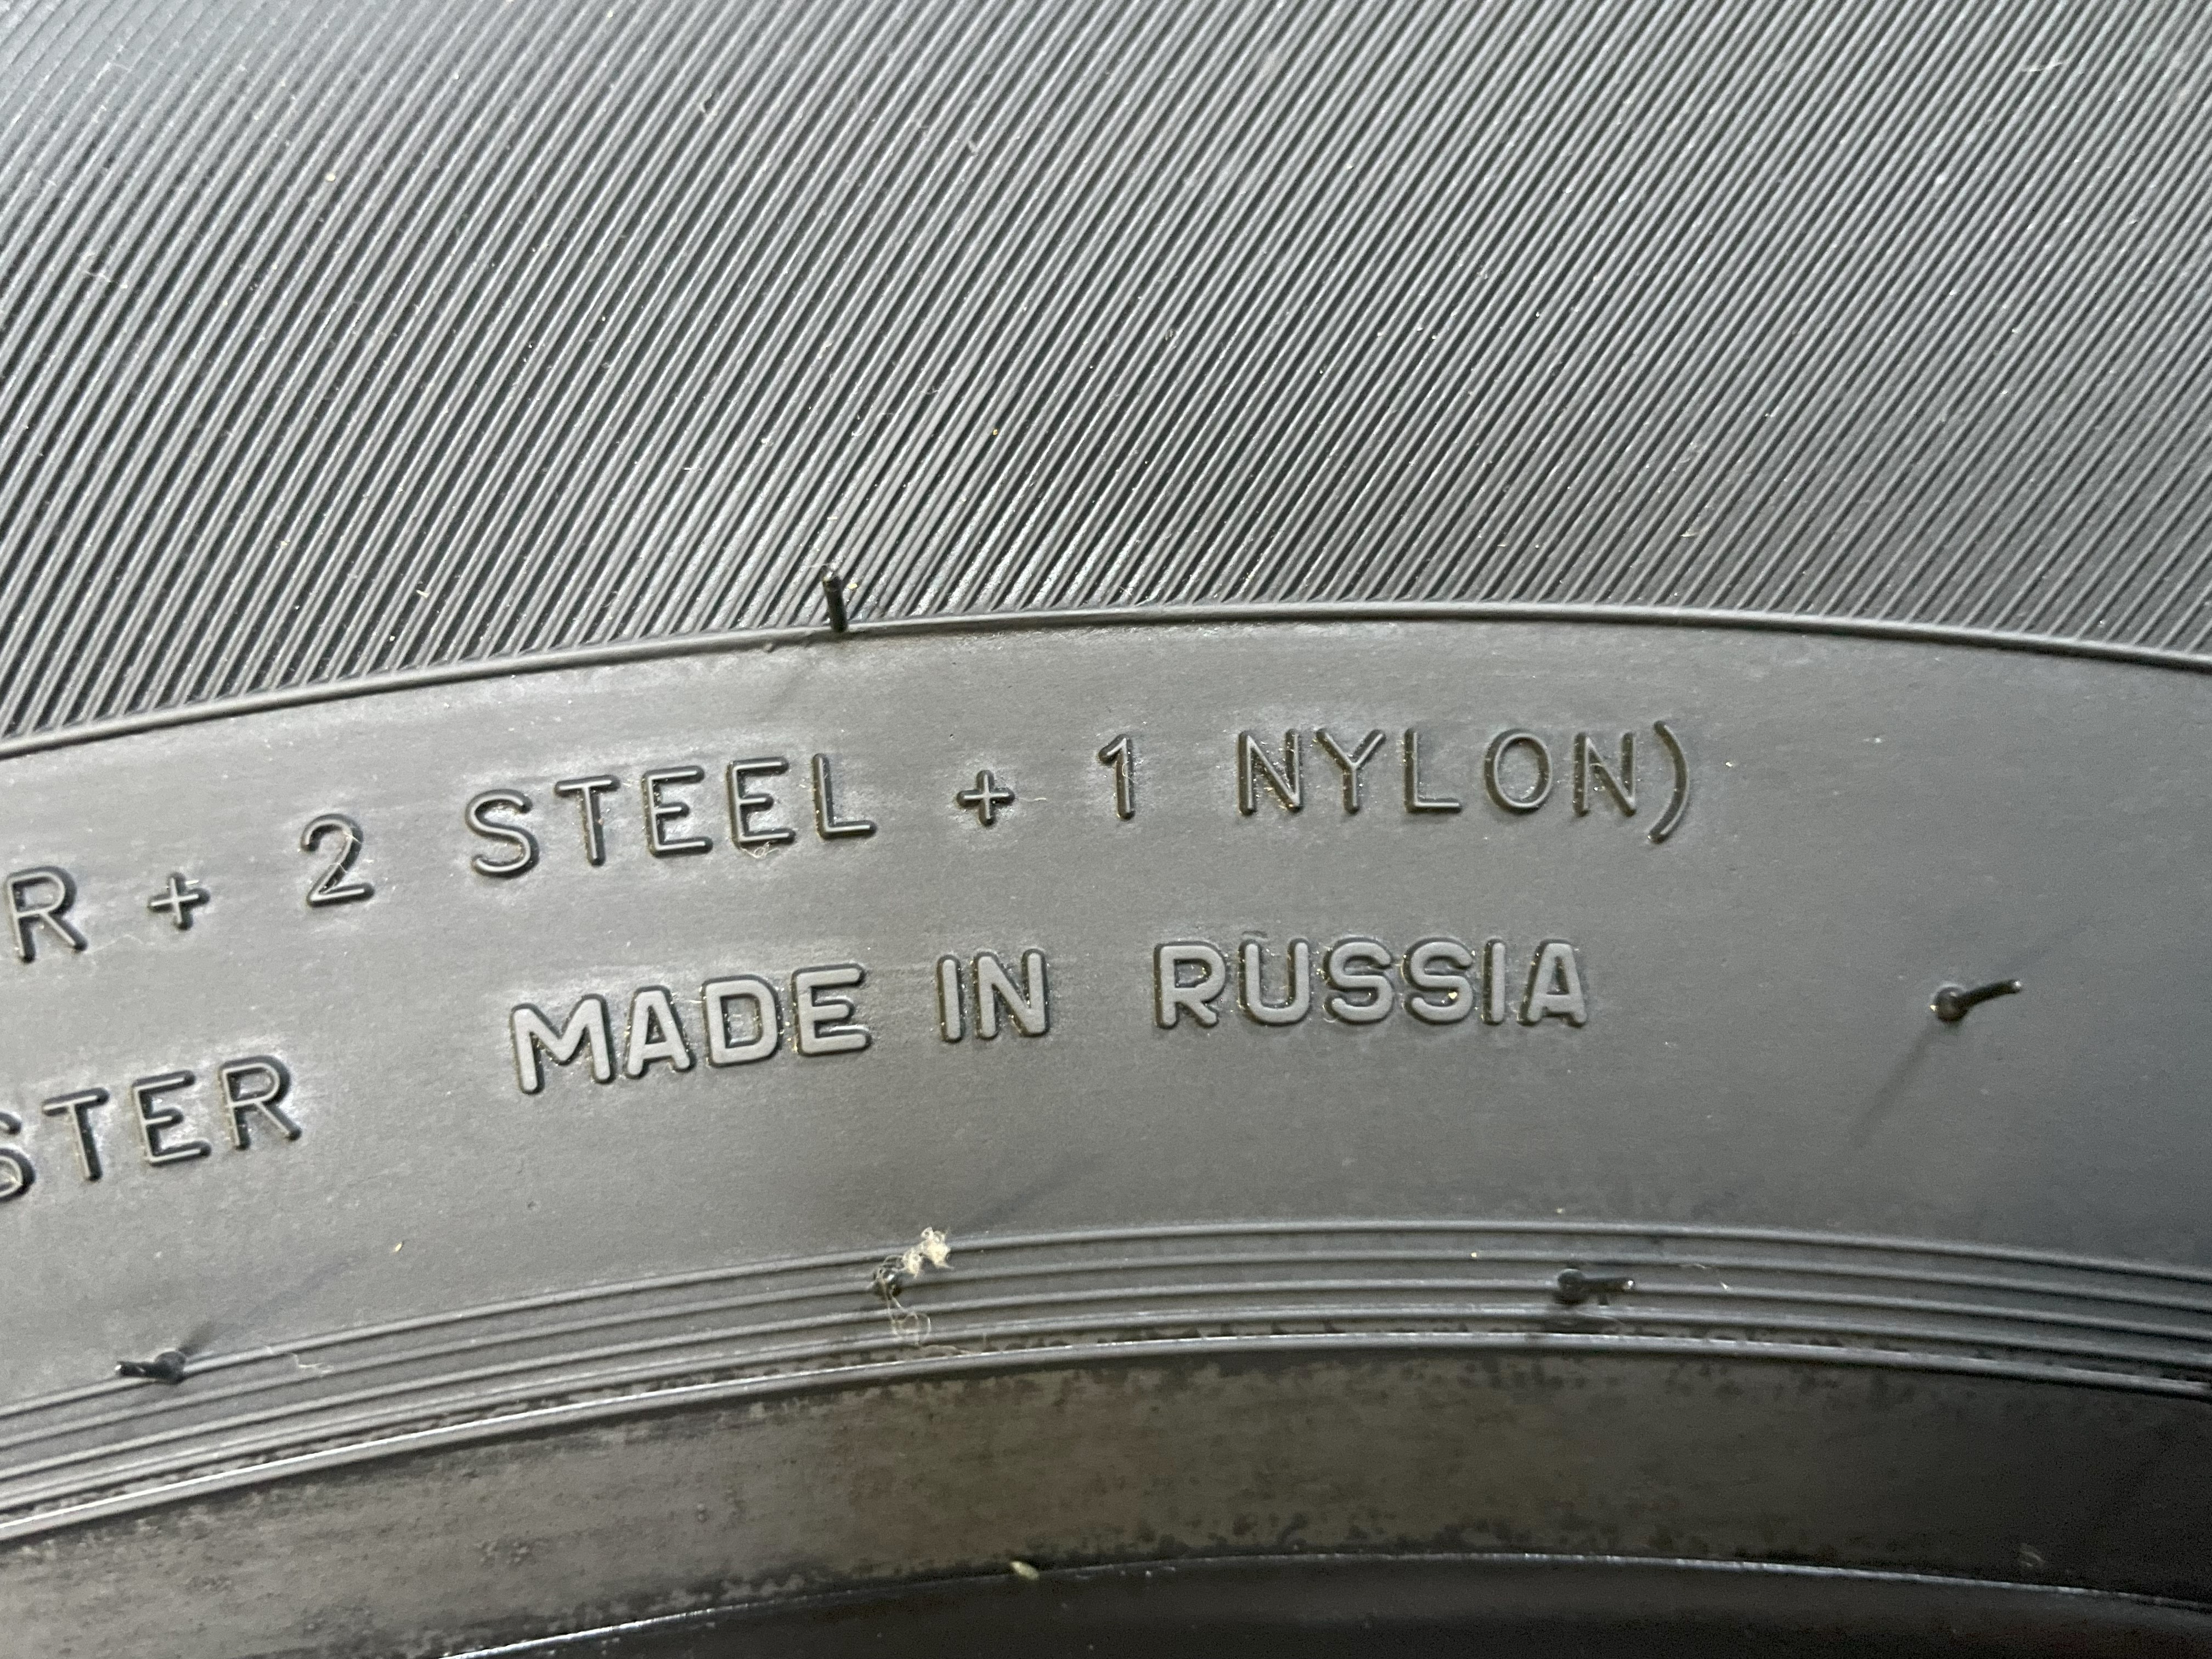 R + 2 STEEL + 1 NYLON)
STER MADE IN RUSSIA